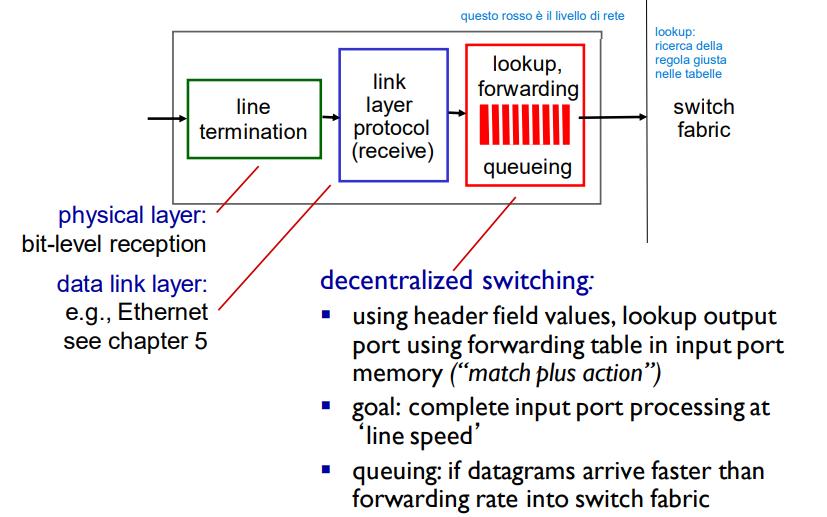 questo rosso è il livello di rete
lookup:
ricerca della
regola giusta
nelle tabelle
line
termination
link
layer
protocol
(receive)
lookup,
forwarding
queueing
switch
fabric
physical layer:
bit-level reception
data link layer:
e.g., Ethernet
see chapter 5
decentralized switching:
using header field values, lookup output
port using forwarding table in input port
memory (“match plus action”)
goal: complete input port processing at
‘line speed’
queuing: if datagrams arrive faster than
forwarding rate into switch fabric